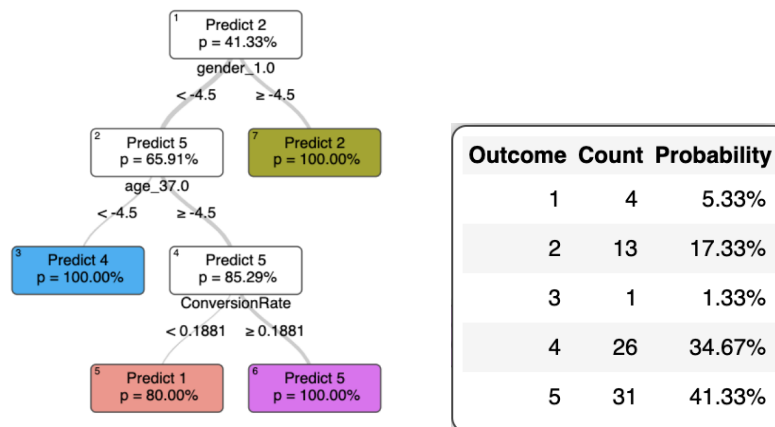 1
Predict 2
p = 41.33%
gender_1.0
< -4.5 ≥ -4.5
2
Predict 5
p = 65.91%
7
Predict 2
p = 100.00%
age_37.0
< -4.5 ≥ -4.5
3
Predict 4
p = 100.00%
4
Predict 5
p = 85.29%
ConversionRate
< 0.1881 ≥ 0.1881
5
Predict 1
p = 80.00%
6
Predict 5
p = 100.00%
Outcome Count Probability
1 4 5.33%
2 13 17.33%
3 1 1.33%
4 26 34.67%
5 31 41.33%